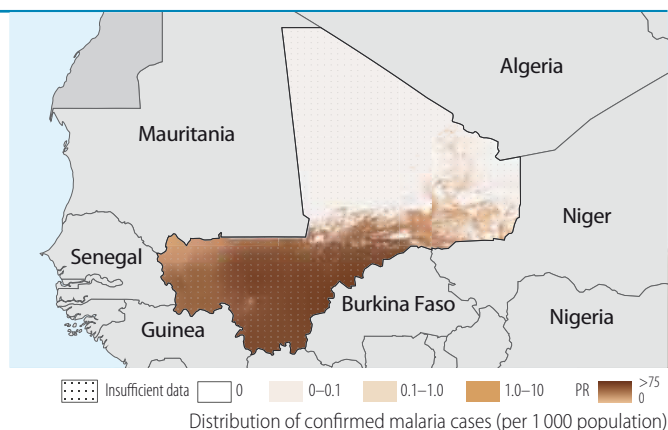 Algeria
Mauritania
Niger
Senegal
Burkina Faso
Nigeria
Guinea
Insufficient data 0 0–0.1 0.1–1.0 1.0–10 PR >75
0
Distribution of confirmed malaria cases (per 1 000 population)